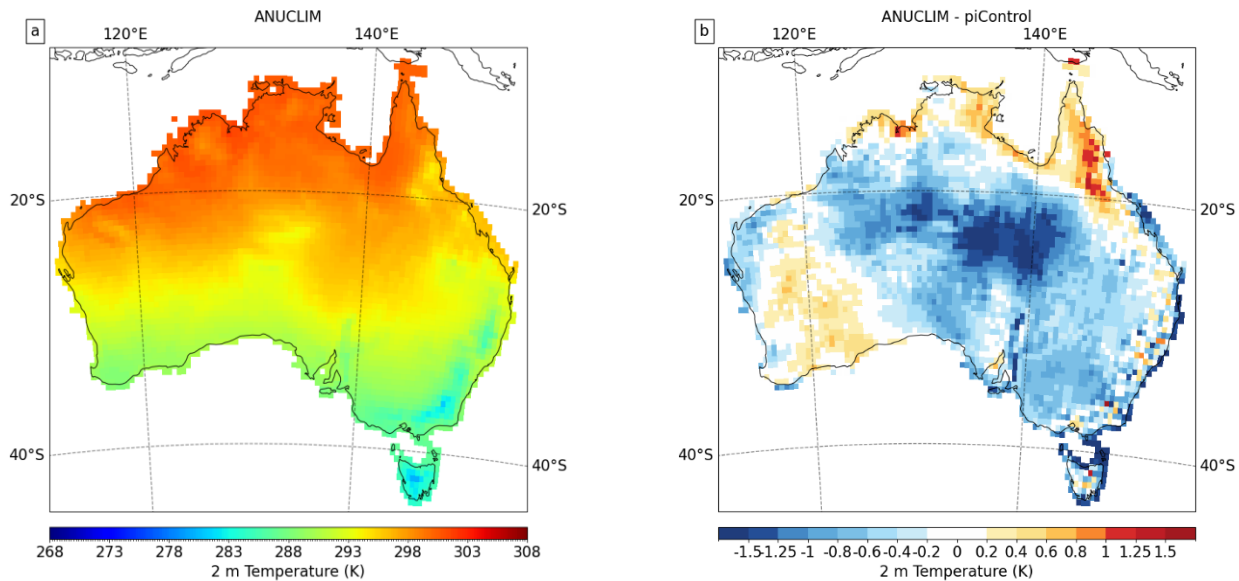 a
ANUCLIM
120°E
140°E
20°S
20°S
40°S
40°S
268 273 278 283 288 293 298 303 308
2 m Temperature (K)
b
ANUCLIM - piControl
120°E
140°E
20°S
20°S
40°S
40°S
-1.5 -1.25 -1 -0.8 -0.6 -0.4 -0.2 0 0.2 0.4 0.6 0.8 1 1.25 1.5
2 m Temperature (K)